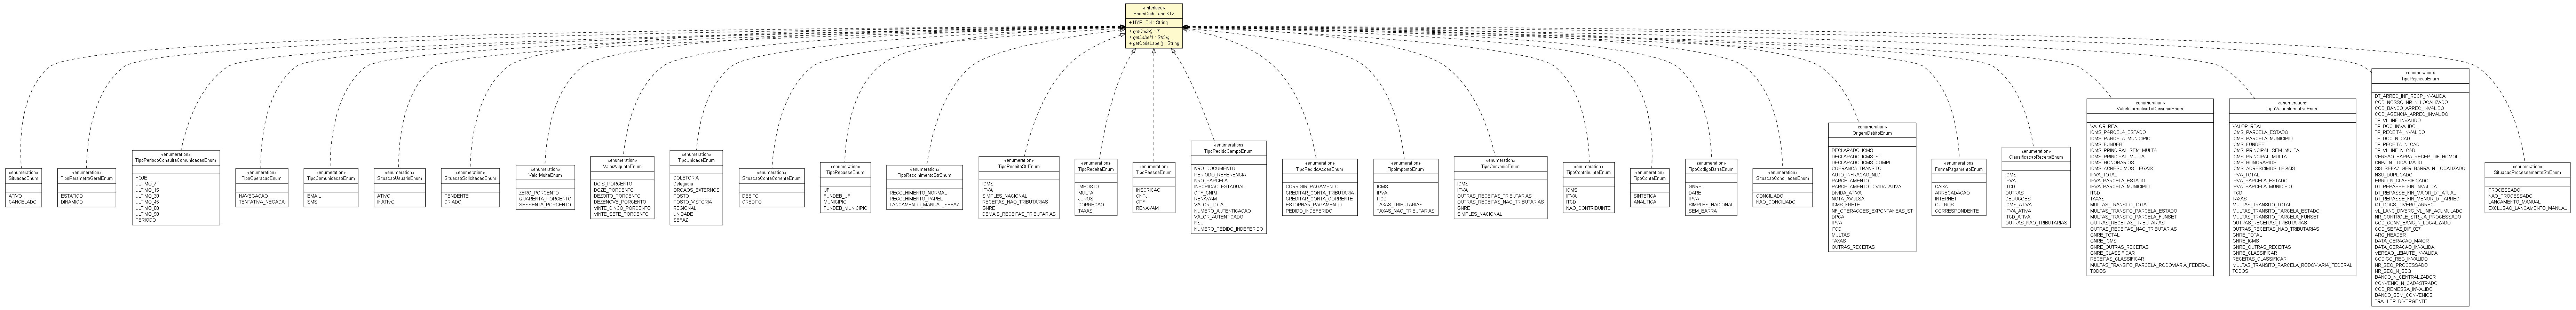 «interface»
EnumCodeLabel<T>
+ HYPHEN : String
+ getCode() : T
+ getLabel() : String
+ getCodeLabel() : String
«enumeration»
SituacaoEnum
ATIVO
CANCELADO
«enumeration»
TipoParametroGeralEnum
ESTATICO
DINAMICO
«enumeration»
TipoPeriodoConsultaComunicacaoEnum
HOJE
ULTIMO_7
ULTIMO_15
ULTIMO_30
ULTIMO_45
ULTIMO_60
ULTIMO_90
PERIODO
«enumeration»
TipoOperacaoEnum
NAVEGACAO
TENTATIVA_NEGADA
«enumeration»
TipoComunicacaoEnum
EMAIL
SMS
«enumeration»
SituacaoUsuarioEnum
ATIVO
INATIVO
«enumeration»
SituacaoSolicitacaoEnum
PENDENTE
CRIADO
«enumeration»
ValorMultaEnum
ZERO_PORCENTO
QUARENTA_PORCENTO
SESSENTA_PORCENTO
«enumeration»
ValorAliquotaEnum
DOIS_PORCENTO
DOZE_PORCENTO
DEZOITO_PORCENTO
DEZENOVE_PORCENTO
VINTE_CINCO_PORCENTO
VINTE_SETE_PORCENTO
«enumeration»
TipoUnidadeEnum
COLETORIA
Delegacia
ORGAOS_EXTERNOS
POSTO
POSTO_VISTORIA
REGIONAL
UNIDADE
SEFAZ
«enumeration»
SituacaoContaCorrenteEnum
DEBITO
CREDITO
«enumeration»
TipoRepasseEnum
UF
FUNDEB_UF
MUNICIPIO
FUNDEB_MUNICIPIO
«enumeration»
TipoRecolhimentoStrEnum
RECOLHIMENTO_NORMAL
RECOLHIMENTO_PAPEL
LANCAMENTO_MANUAL_SEFAZ
«enumeration»
TipoReceitaStrEnum
ICMS
IPVA
SIMPLES_NACIONAL
RECEITAS_NAO_TRIBUTARIAS
GNRE
DEMAIS_RECEITAS_TRIBUTARIAS
«enumeration»
TipoReceitaEnum
IMPOSTO
MULTA
JUROS
CORRECAO
TAXAS
«enumeration»
TipoPessoaEnum
INSCRICAO
CNPJ
CPF
RENAVAM
«enumeration»
TipoPedidoCampoEnum
NRO_DOCUMENTO
PERIODO_REFERENCIA
NRO_PARCELA
INSCRICAO_ESTADUAL
CPF_CNPJ
RENAVAM
VALOR_TOTAL
NUMERO_AUTENTICACAO
VALOR_AUTENTICADO
NSU
NUMERO_PEDIDO_INDEFERIDO
«enumeration»
TipoPedidoAcoesEnum
CORRIGIR_PAGAMENTO
CREDITAR_CONTA_TRIBUTARIA
CREDITAR_CONTA_CORRENTE
ESTORNAR_PAGAMENTO
PEDIDO_INDEFERIDO
«enumeration»
TipoImpostoEnum
ICMS
IPVA
ITCD
TAXAS_TRIBUTARIAS
TAXAS_NAO_TRIBUTARIAS
«enumeration»
TipoConvenioEnum
ICMS
IPVA
OUTRAS_RECEITAS_TRIBUTARIAS
OUTRAS_RECEITAS_NAO_TRIBUTARIAS
GNRE
SIMPLES_NACIONAL
«enumeration»
TipoContribuinteEnum
ICMS
IPVA
ITCD
NAO_CONTRIBUINTE
«enumeration»
TipoContaEnum
SINTETICA
ANALITICA
«enumeration»
TipoCodigoBarraEnum
GNRE
DARE
IPVA
SIMPLES_NACIONAL
SEM_BARRA
«enumeration»
SituacaoConciliacaoEnum
CONCILIADO
NAO_CONCILIADO
«enumeration»
OrigemDebitoEnum
DECLARADO_ICMS
DECLARADO_ICMS_ST
DECLARADO_ICMS_COMPL
COBRANCA_TRANSITO
AUTO_INFRACAO_NLD
PARCELAMENTO
PARCELAMENTO_DIVIDA_ATIVA
DIVIDA_ATIVA
NOTA_AVULSA
ICMS_FRETE
NF_OPERACOES_EXPONTANEAS_ST
DIFCA
IPVA
ITCD
MULTAS
TAXAS
OUTRAS_RECEITAS
«enumeration»
FormaPagamentoEnum
CAIXA
ARRECADACAO
INTERNET
OUTROS
CORRESPONDENTE
«enumeration»
ClassificacaoReceitaEnum
ICMS
IPVA
ITCD
OUTRAS
DEDUCOES
ICMS_ATIVA
IPVA_ATIVA
ITCD_ATIVA
OUTRAS_NAO_TRIBUTARIAS
«enumeration»
ValorInformativoToConvenioEnum
VALOR_REAL
ICMS_PARCELA_ESTADO
ICMS_PARCELA_MUNICIPIO
ICMS_FUNDEB
ICMS_PRINCIPAL_SEM_MULTA
ICMS_PRINCIPAL_MULTA
ICMS_HONORARIOS
ICMS_ACRESCIMOS_LEGAIS
IPVA_TOTAL
IPVA_PARCELA_ESTADO
IPVA_PARCELA_MUNICIPIO
ITCD
TAXAS
MULTAS_TRANSITO_TOTAL
MULTAS_TRANSITO_PARCELA_ESTADO
MULTAS_TRANSITO_PARCELA_FUNSET
OUTRAS_RECEITAS_TRIBUTARIAS
OUTRAS_RECEITAS_NAO_TRIBUTARIAS
GNRE_TOTAL
GNRE_ICMS
GNRE_OUTRAS_RECEITAS
GNRE_CLASSIFICAR
RECEITAS_CLASSIFICAR
MULTAS_TRANSITO_PARCELA_RODOVIARIA_FEDERAL
TODOS
«enumeration»
TipoValorInformativoEnum
VALOR_REAL
ICMS_PARCELA_ESTADO
ICMS_PARCELA_MUNICIPIO
ICMS_FUNDEB
ICMS_PRINCIPAL_SEM_MULTA
ICMS_PRINCIPAL_MULTA
ICMS_HONORARIOS
ICMS_ACRESCIMOS_LEGAIS
IPVA_TOTAL
IPVA_PARCELA_ESTADO
IPVA_PARCELA_MUNICIPIO
ITCD
TAXAS
MULTAS_TRANSITO_TOTAL
MULTAS_TRANSITO_PARCELA_ESTADO
MULTAS_TRANSITO_PARCELA_FUNSET
OUTRAS_RECEITAS_TRIBUTARIAS
OUTRAS_RECEITAS_NAO_TRIBUTARIAS
GNRE_TOTAL
GNRE_ICMS
GNRE_OUTRAS_RECEITAS
GNRE_CLASSIFICAR
RECEITAS_CLASSIFICAR
MULTAS_TRANSITO_PARCELA_RODOVIARIA_FEDERAL
TODOS
«enumeration»
TipoRejeicaoEnum
DT_ARREC_INF_RECP_INVALIDA
COD_NOSSO_NR_N_LOCALIZADO
COD_BANCO_ARREC_INVALIDO
COD_AGENCIA_ARREC_INVALIDO
TP_VL_INF_INVALIDO
TP_DOC_INVALIDO
TP_RECEITA_INVALIDO
TP_DOC_N_CAD
TP_RECEITA_N_CAD
TP_VL_INF_N_CAD
VERSAO_BARRA_RECEP_DIF_HOMOL
CNPJ_N_LOCALIZADO
ID_SEFAZ_DER_BARRA_N_LOCALIZADO
NSU_DUPLICADO
ERRO_N_CLASSIFICADO
DT_REPASSE_FIN_INVALIDA
DT_REPASSE_FIN_MAIOR_DT_ATUAL
DT_REPASSE_FIN_MENOR_DT_ARREC
QT_DOCS_DIVERG_ARREC
VL_LANC_DIVERG_VL_INF_ACUMULADO
NR_CONTROLE_STR_JA_PROCESSADO
COD_CONV_BANC_N_LOCALIZADO
COD_SEFAZ_DIF_027
ARQ_HEADER
DATA_GERACAO_MAIOR
DATA_GERACAO_INVALIDA
VERSAO_LEIAUTE_INVALIDA
CODIGO_REG_INVALIDO
NR_SEQ_PROCESSADO
NR_SEQ_N_SEQ
BANCO_N_CENTRALIZADOR
CONVENIO_N_CADASTRADO
COD_REMESSA_INVALIDO
BANCO_SEM_CONVENIOS
TRAILLER_DIVERGENTE
«enumeration»
SituacaoProcessamentoStrEnum
PROCESSADO
NAO_PROCESSADO
LANCAMENTO_MANUAL
EXCLUSAO_LANCAMENTO_MANUAL